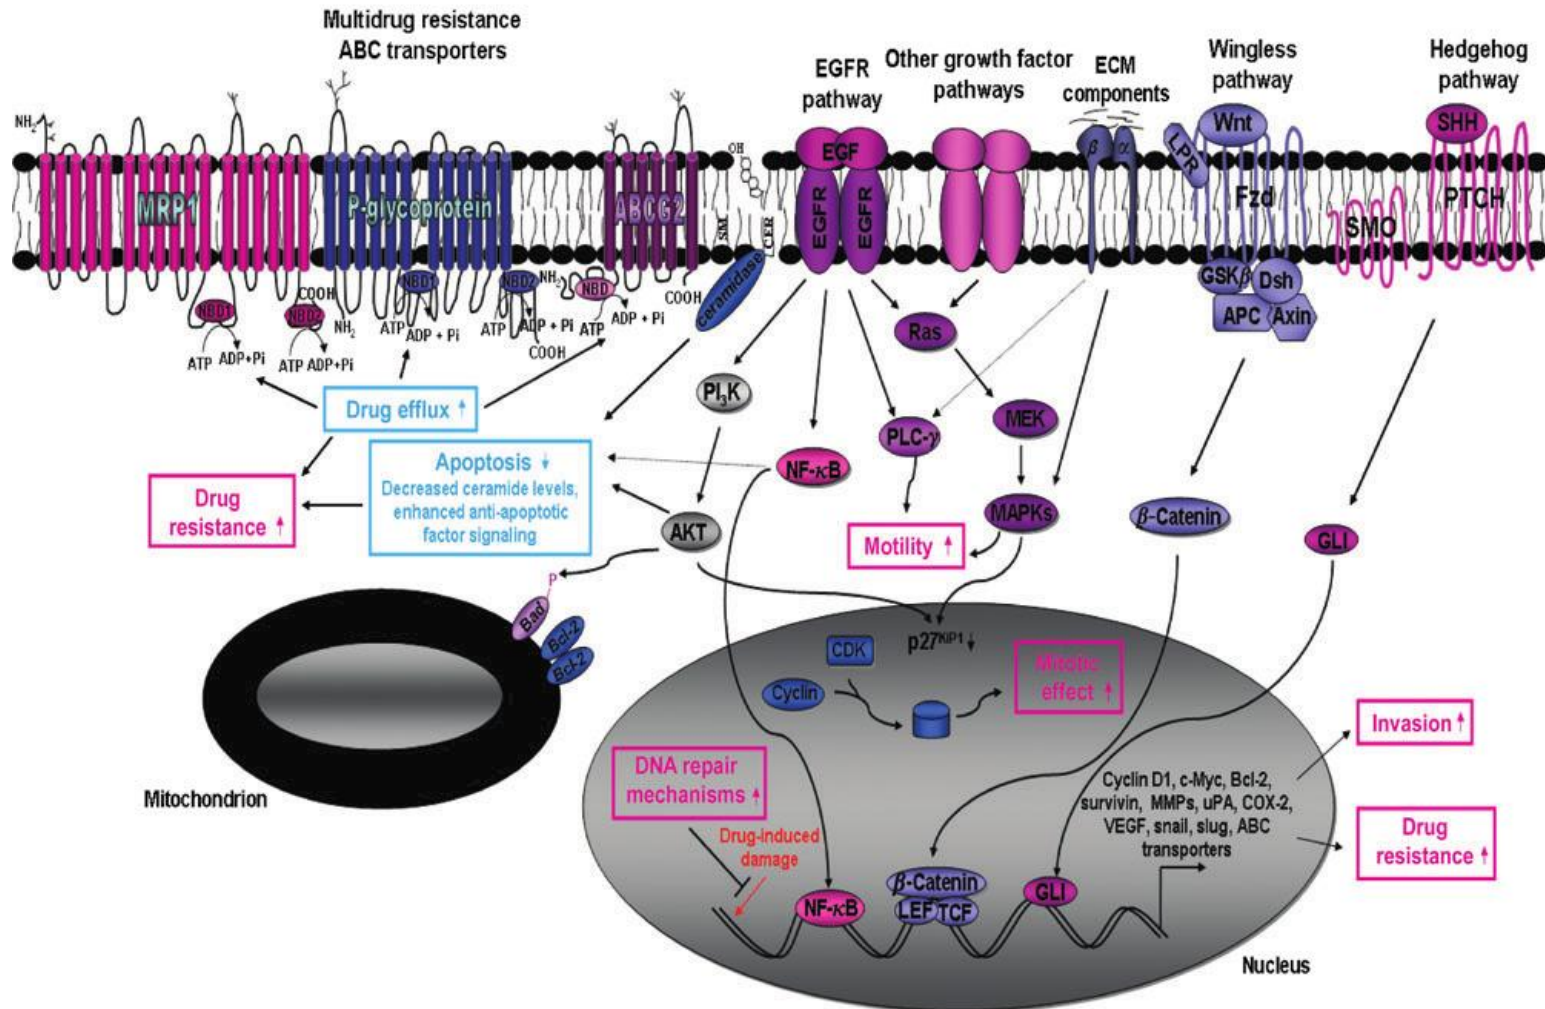 Multidrug resistance
ABC transporters
EGFR
pathway
Other growth factor
pathways
ECM
components
Wingless
pathway
Hedgehog
pathway
NH2
MRP1
P-glycoprotein
ABCG2
OH
SM
CER
EGF
EGFR
EGFR
β
α
LPR
Wnt
Fzd
SHH
SMO
PTCH
NBD1
ATP
ADP+Pi
COOH
NBD2
ATP
ADP+Pi
NH2
NBD1
ATP
ADP + Pi
NBD2
ATP
ADP + Pi
COOH
NH2
NBD
ATP
ADP + Pi
COOH
ceramidase
GSKβ
Dsh
APC
Axin
Ras
PI3K
Drug efflux ↑
PLC-γ
MEK
Apoptosis ↓
Decreased ceramide levels,
enhanced anti-apoptotic
factor signaling
NF-κB
Drug
resistance ↑
AKT
MAPKs
Motility ↑
β-Catenin
GLI
P
Bad
Bcl-2
Bcl-2
Mitochondrion
p27KIP1 ↓
CDK
Cyclin
Mitotic
effect ↑
Invasion ↑
DNA repair
mechanisms ↑
Drug-induced
damage
Cyclin D1, c-Myc, Bcl-2,
survivin, MMPs, uPA, COX-2,
VEGF, snail, slug, ABC
transporters
Drug
resistance ↑
NF-κB
β-Catenin
LEF
TCF
GLI
Nucleus